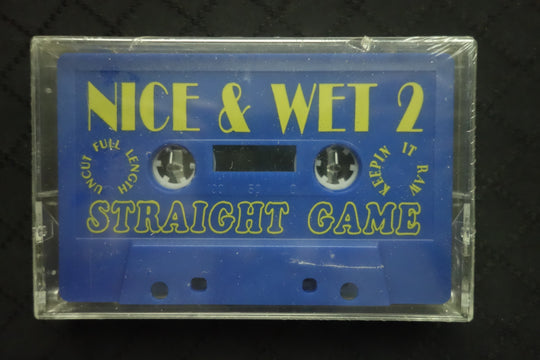 NICE & WET 2
UNCUT FULL LENGTH
KEEPIN IT RAW
STRAIGHT GAME